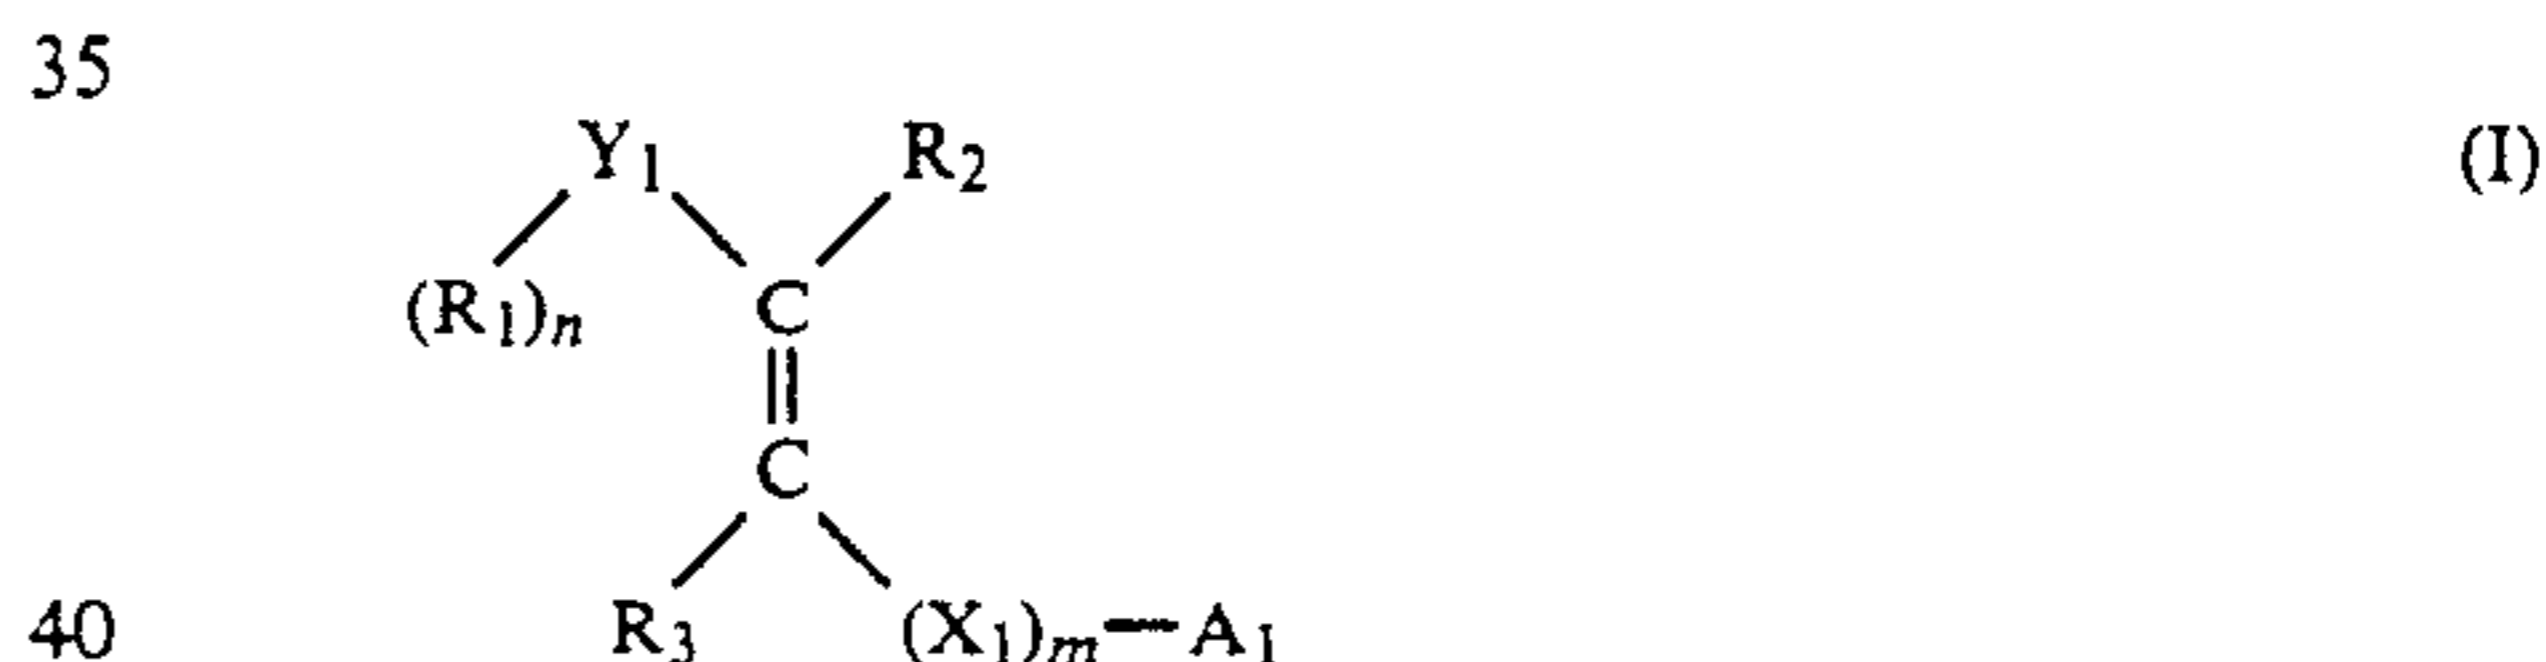 35
Y1 R2 (I)
(R1)n C
C
40 R3 (X1)m—A1